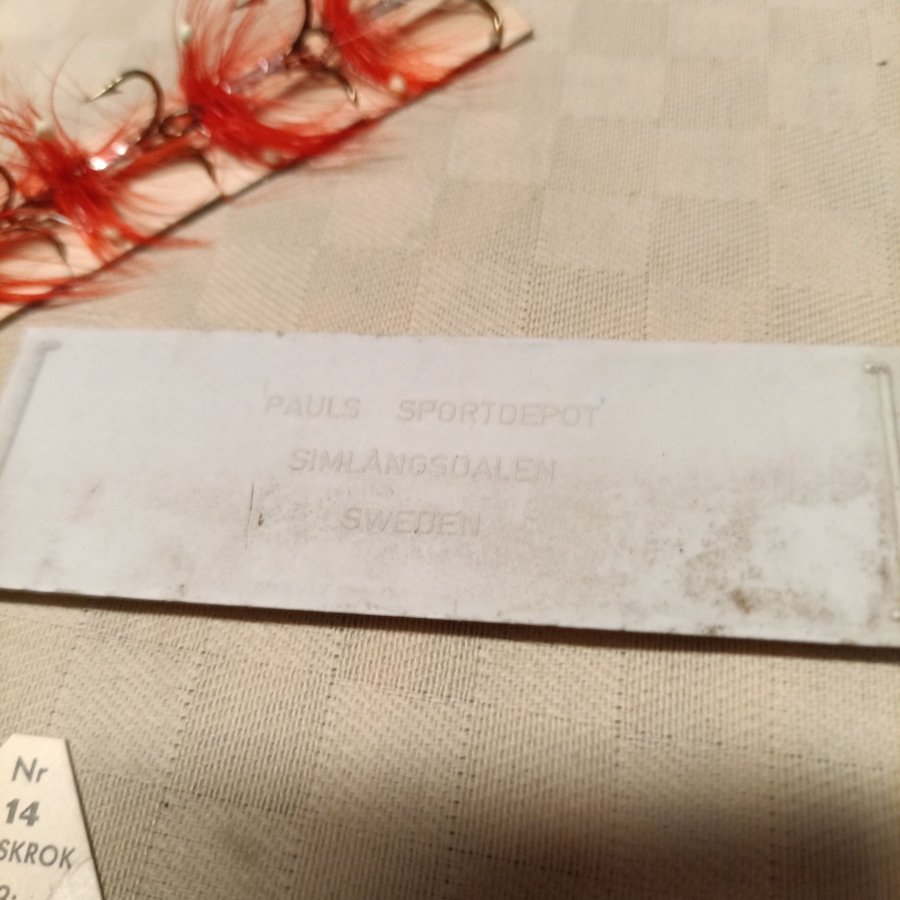 PAULS SPORTDEPOT
SIMLÅNGSDALEN
SWEDEN
Nr
14
SKROK